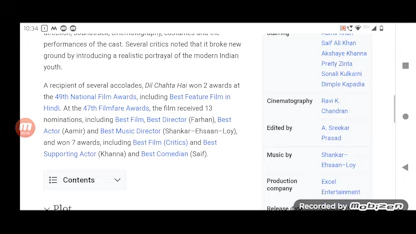 10:34
direction, soundtrack, cinematography, costumes and the
performances of the cast. Several critics noted that it broke new
ground by introducing a realistic portrayal of the modern Indian
youth.
A recipient of several accolades, Dil Chahta Hai won 2 awards at
the 49th National Film Awards, including Best Feature Film in
Hindi. At the 47th Filmfare Awards, the film received 13
nominations, including Best Film, Best Director (Farhan), Best
Actor (Aamir) and Best Music Director (Shankar–Ehsaan–Loy),
and won 7 awards, including Best Film (Critics) and Best
Supporting Actor (Khanna) and Best Comedian (Saif).
Contents
Plot
Starring
Saif Ali Khan
Akshaye Khanna
Preity Zinta
Sonali Kulkarni
Dimple Kapadia
Cinematography
Ravi K.
Chandran
Edited by
A. Sreekar
Prasad
Music by
Shankar–
Ehsaan–Loy
Production
company
Excel
Entertainment
Recorded by
Mobizen